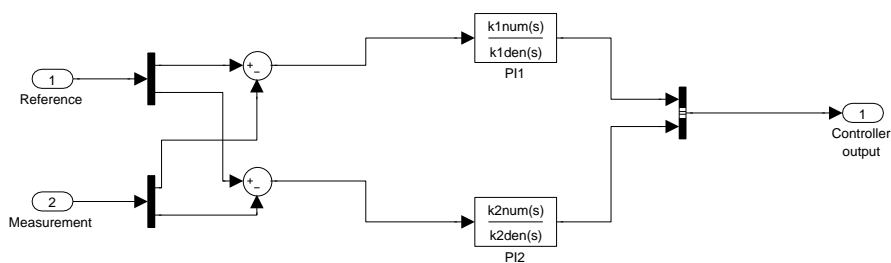 k1num(s)
k1den(s)
PI1
1
Reference
+
−
1
Controller
output
2
Measurement
+
−
k2num(s)
k2den(s)
PI2